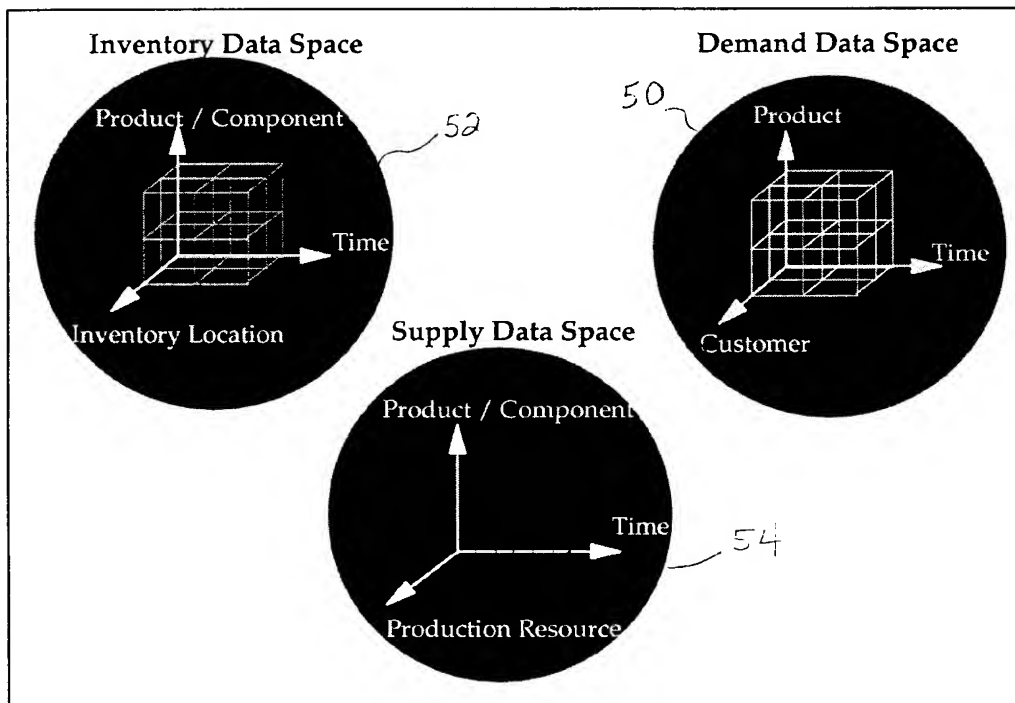 Inventory Data Space
Product / Component
52
Time
Inventory Location
Demand Data Space
50
Product
Time
Customer
Supply Data Space
Product / Component
Time
54
Production Resource